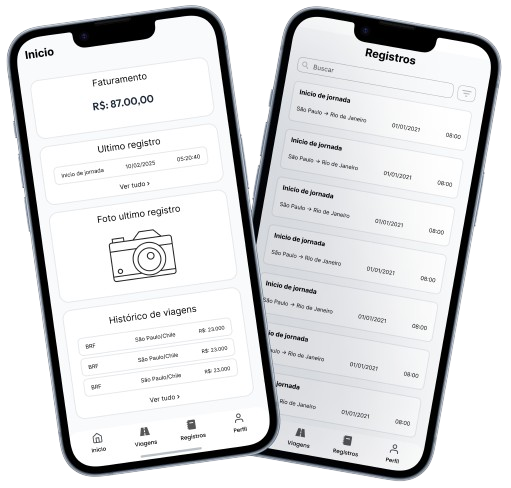 Inicio
Faturamento
R$: 87.00,00
Ultimo registro
Inicio de jornada 10/02/2025 05:20:40
Ver tudo ›
Foto ultimo registro
Histórico de viagens
BRF São Paulo/Chile R$: 23.000
BRF São Paulo/Chile R$: 23.000
BRF São Paulo/Chile R$: 23.000
Ver tudo ›
Inicio Viagens Registros Perfil
Registros
Buscar
Inicio de jornada
São Paulo → Rio de Janeiro 01/01/2021 08:00
Inicio de jornada
São Paulo → Rio de Janeiro 01/01/2021 08:00
Inicio de jornada
São Paulo → Rio de Janeiro 01/01/2021 08:00
Inicio de jornada
São Paulo → Rio de Janeiro 01/01/2021 08:00
Inicio de jornada
Paulo → Rio de Janeiro 01/01/2021 08:00
de jornada
→ Rio de Janeiro 01/01/2021 08:00
jornada
Rio de Janeiro 01/01/2021 08:00
Viagens Registros Perfil